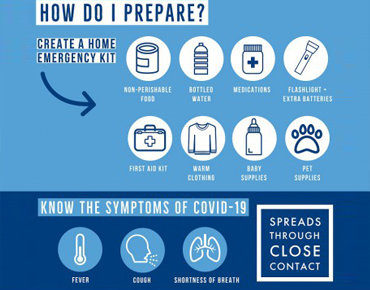 HOW DO I PREPARE?
CREATE A HOME
EMERGENCY KIT
NON-PERISHABLE
FOOD
BOTTLED
WATER
MEDICATIONS
FLASHLIGHT +
EXTRA BATTERIES
FIRST AID KIT
WARM
CLOTHING
BABY
SUPPLIES
PET
SUPPLIES
KNOW THE SYMPTOMS OF COVID-19
FEVER
COUGH
SHORTNESS OF BREATH
SPREADS
THROUGH
CLOSE
CONTACT